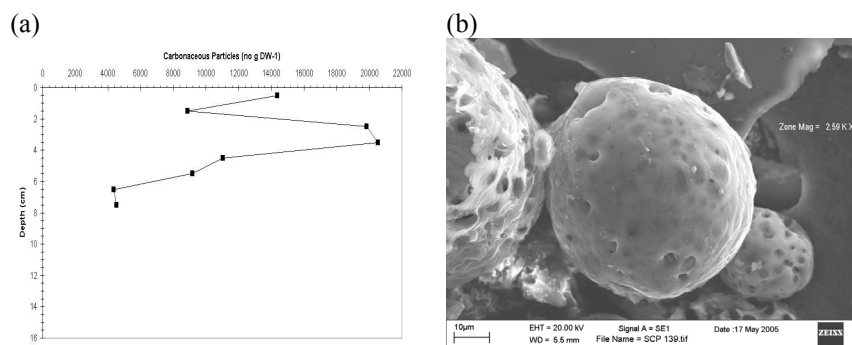 (a)
Carbonaceous Particles (no g DW-1)
0 2000 4000 6000 8000 10000 12000 14000 16000 18000 20000 22000
0
2
4
6
8
10
12
14
16
Depth (cm)
(b)
Zone Mag = 2.59 K X
10µm
EHT = 20.00 kV Signal A = SE1 Date :17 May 2005
WD = 5.5 mm File Name = SCP 139.tif
ZEISS